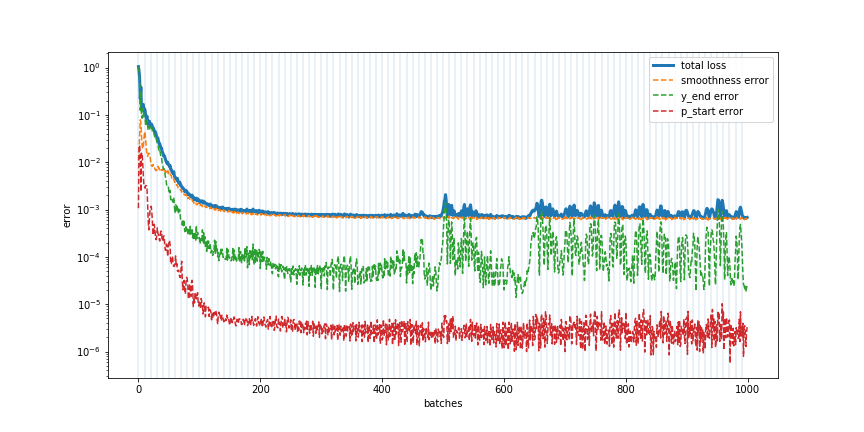 total loss
smoothness error
y_end error
p_start error
10⁰
10⁻¹
10⁻²
10⁻³
10⁻⁴
10⁻⁵
10⁻⁶
error
0 200 400 600 800 1000
batches